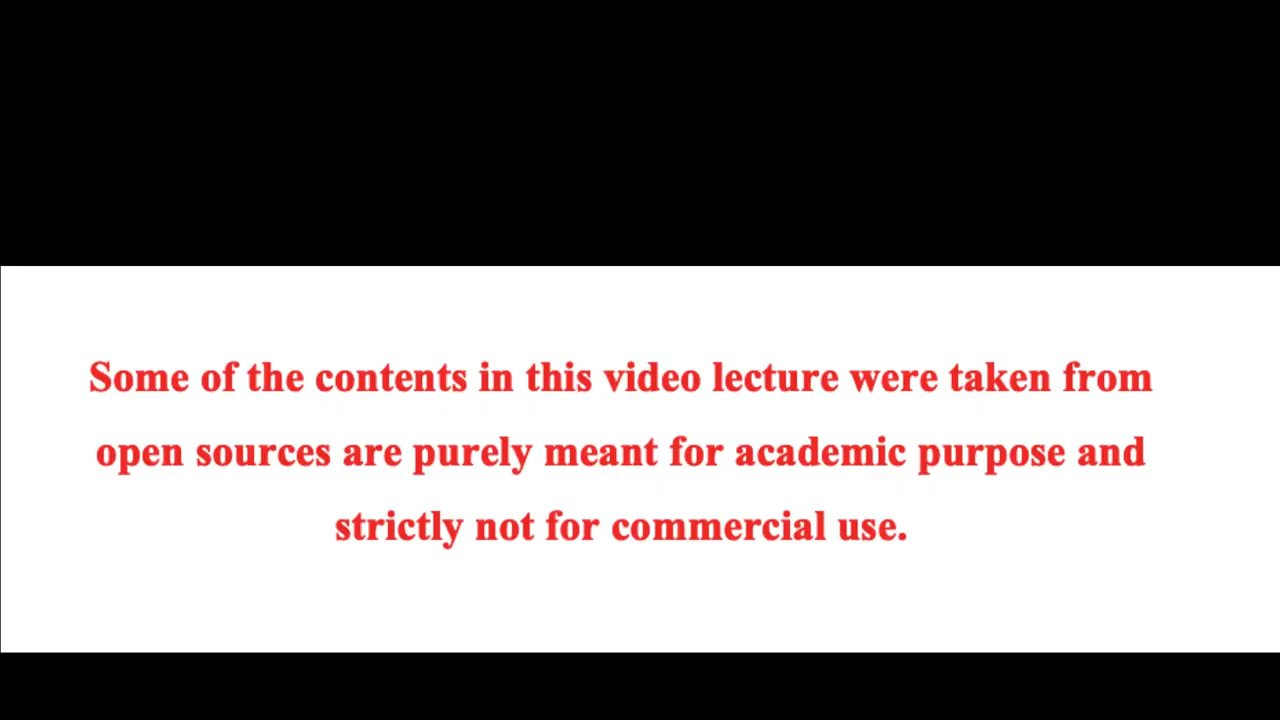 Some of the contents in this video lecture were taken from
open sources are purely meant for academic purpose and
strictly not for commercial use.